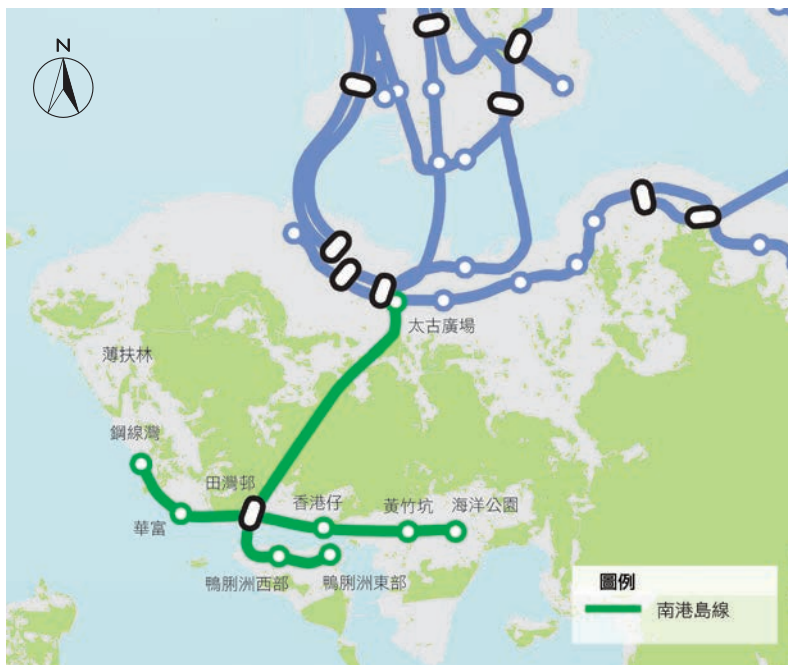 N
太古廣場
薄扶林
鋼線灣
田灣邨
香港仔
黃竹坑
海洋公園
華富
鴨脷洲西部
鴨脷洲東部
圖例
南港島線